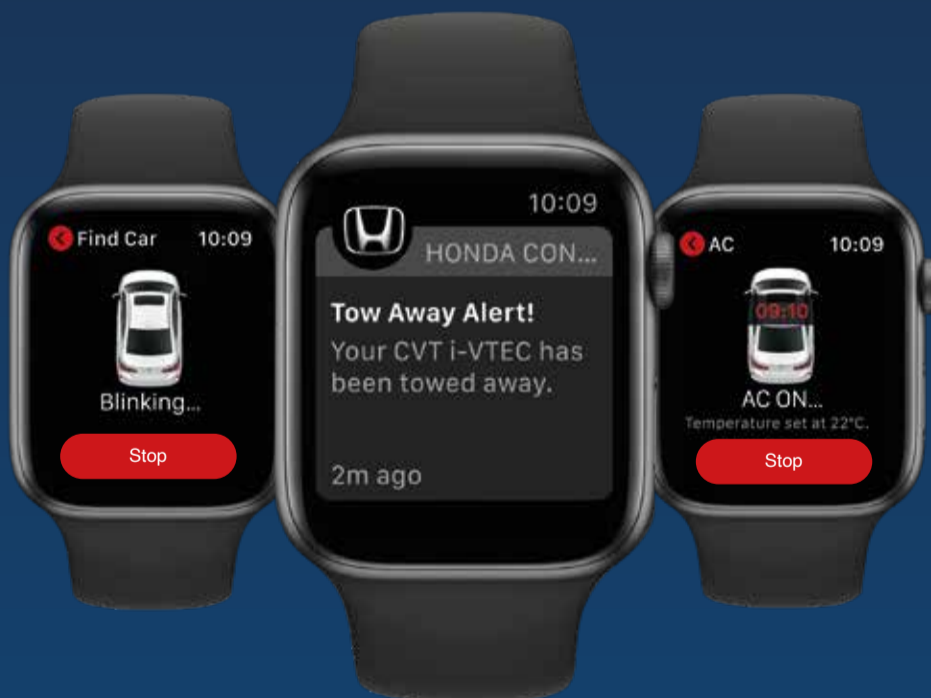 Find Car 10:09
Blinking...
Stop
10:09
HONDA CON...
Tow Away Alert!
Your CVT i-VTEC has
been towed away.
2m ago
AC 10:09
09:10
AC ON...
Temperature set at 22°C.
Stop